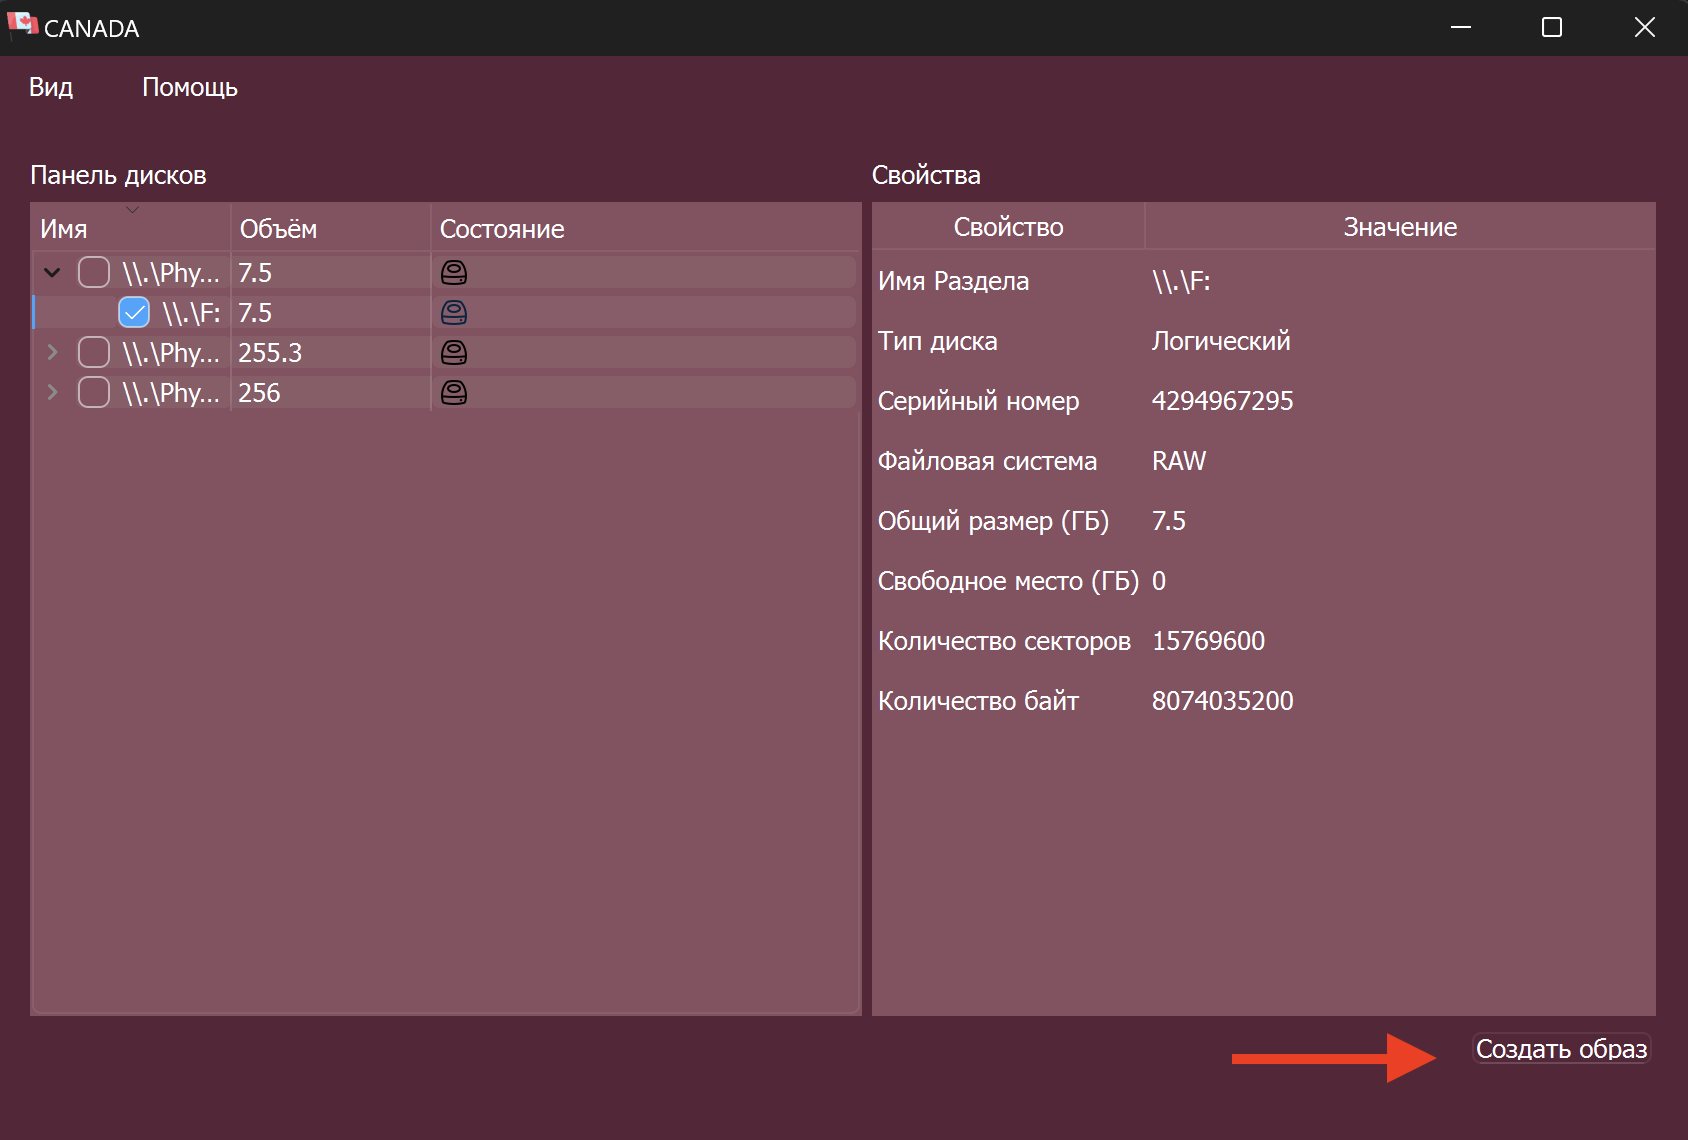 CANADA
Вид Помощь
Панель дисков
Имя Объём Состояние
\\.\Phy... 7.5
\\.\F: 7.5
\\.\Phy... 255.3
\\.\Phy... 256
Свойства
Свойство Значение
Имя Раздела \\.\F:
Тип диска Логический
Серийный номер 4294967295
Файловая система RAW
Общий размер (ГБ) 7.5
Свободное место (ГБ) 0
Количество секторов 15769600
Количество байт 8074035200
Создать образ